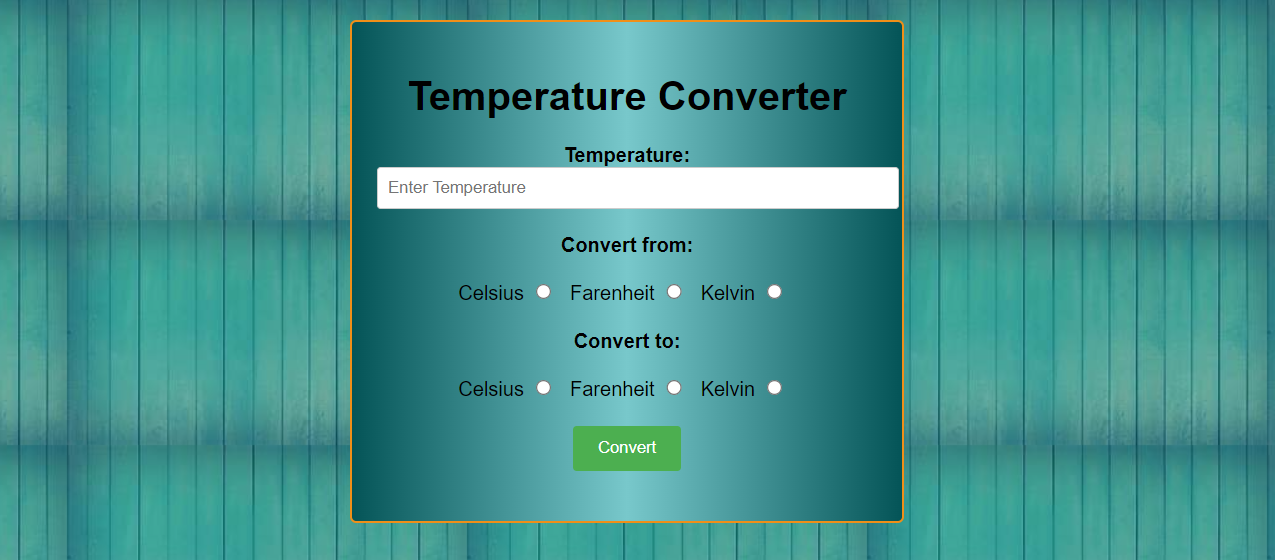 Temperature Converter
Temperature:
Enter Temperature
Convert from:
Celsius Farenheit Kelvin
Convert to:
Celsius Farenheit Kelvin
Convert